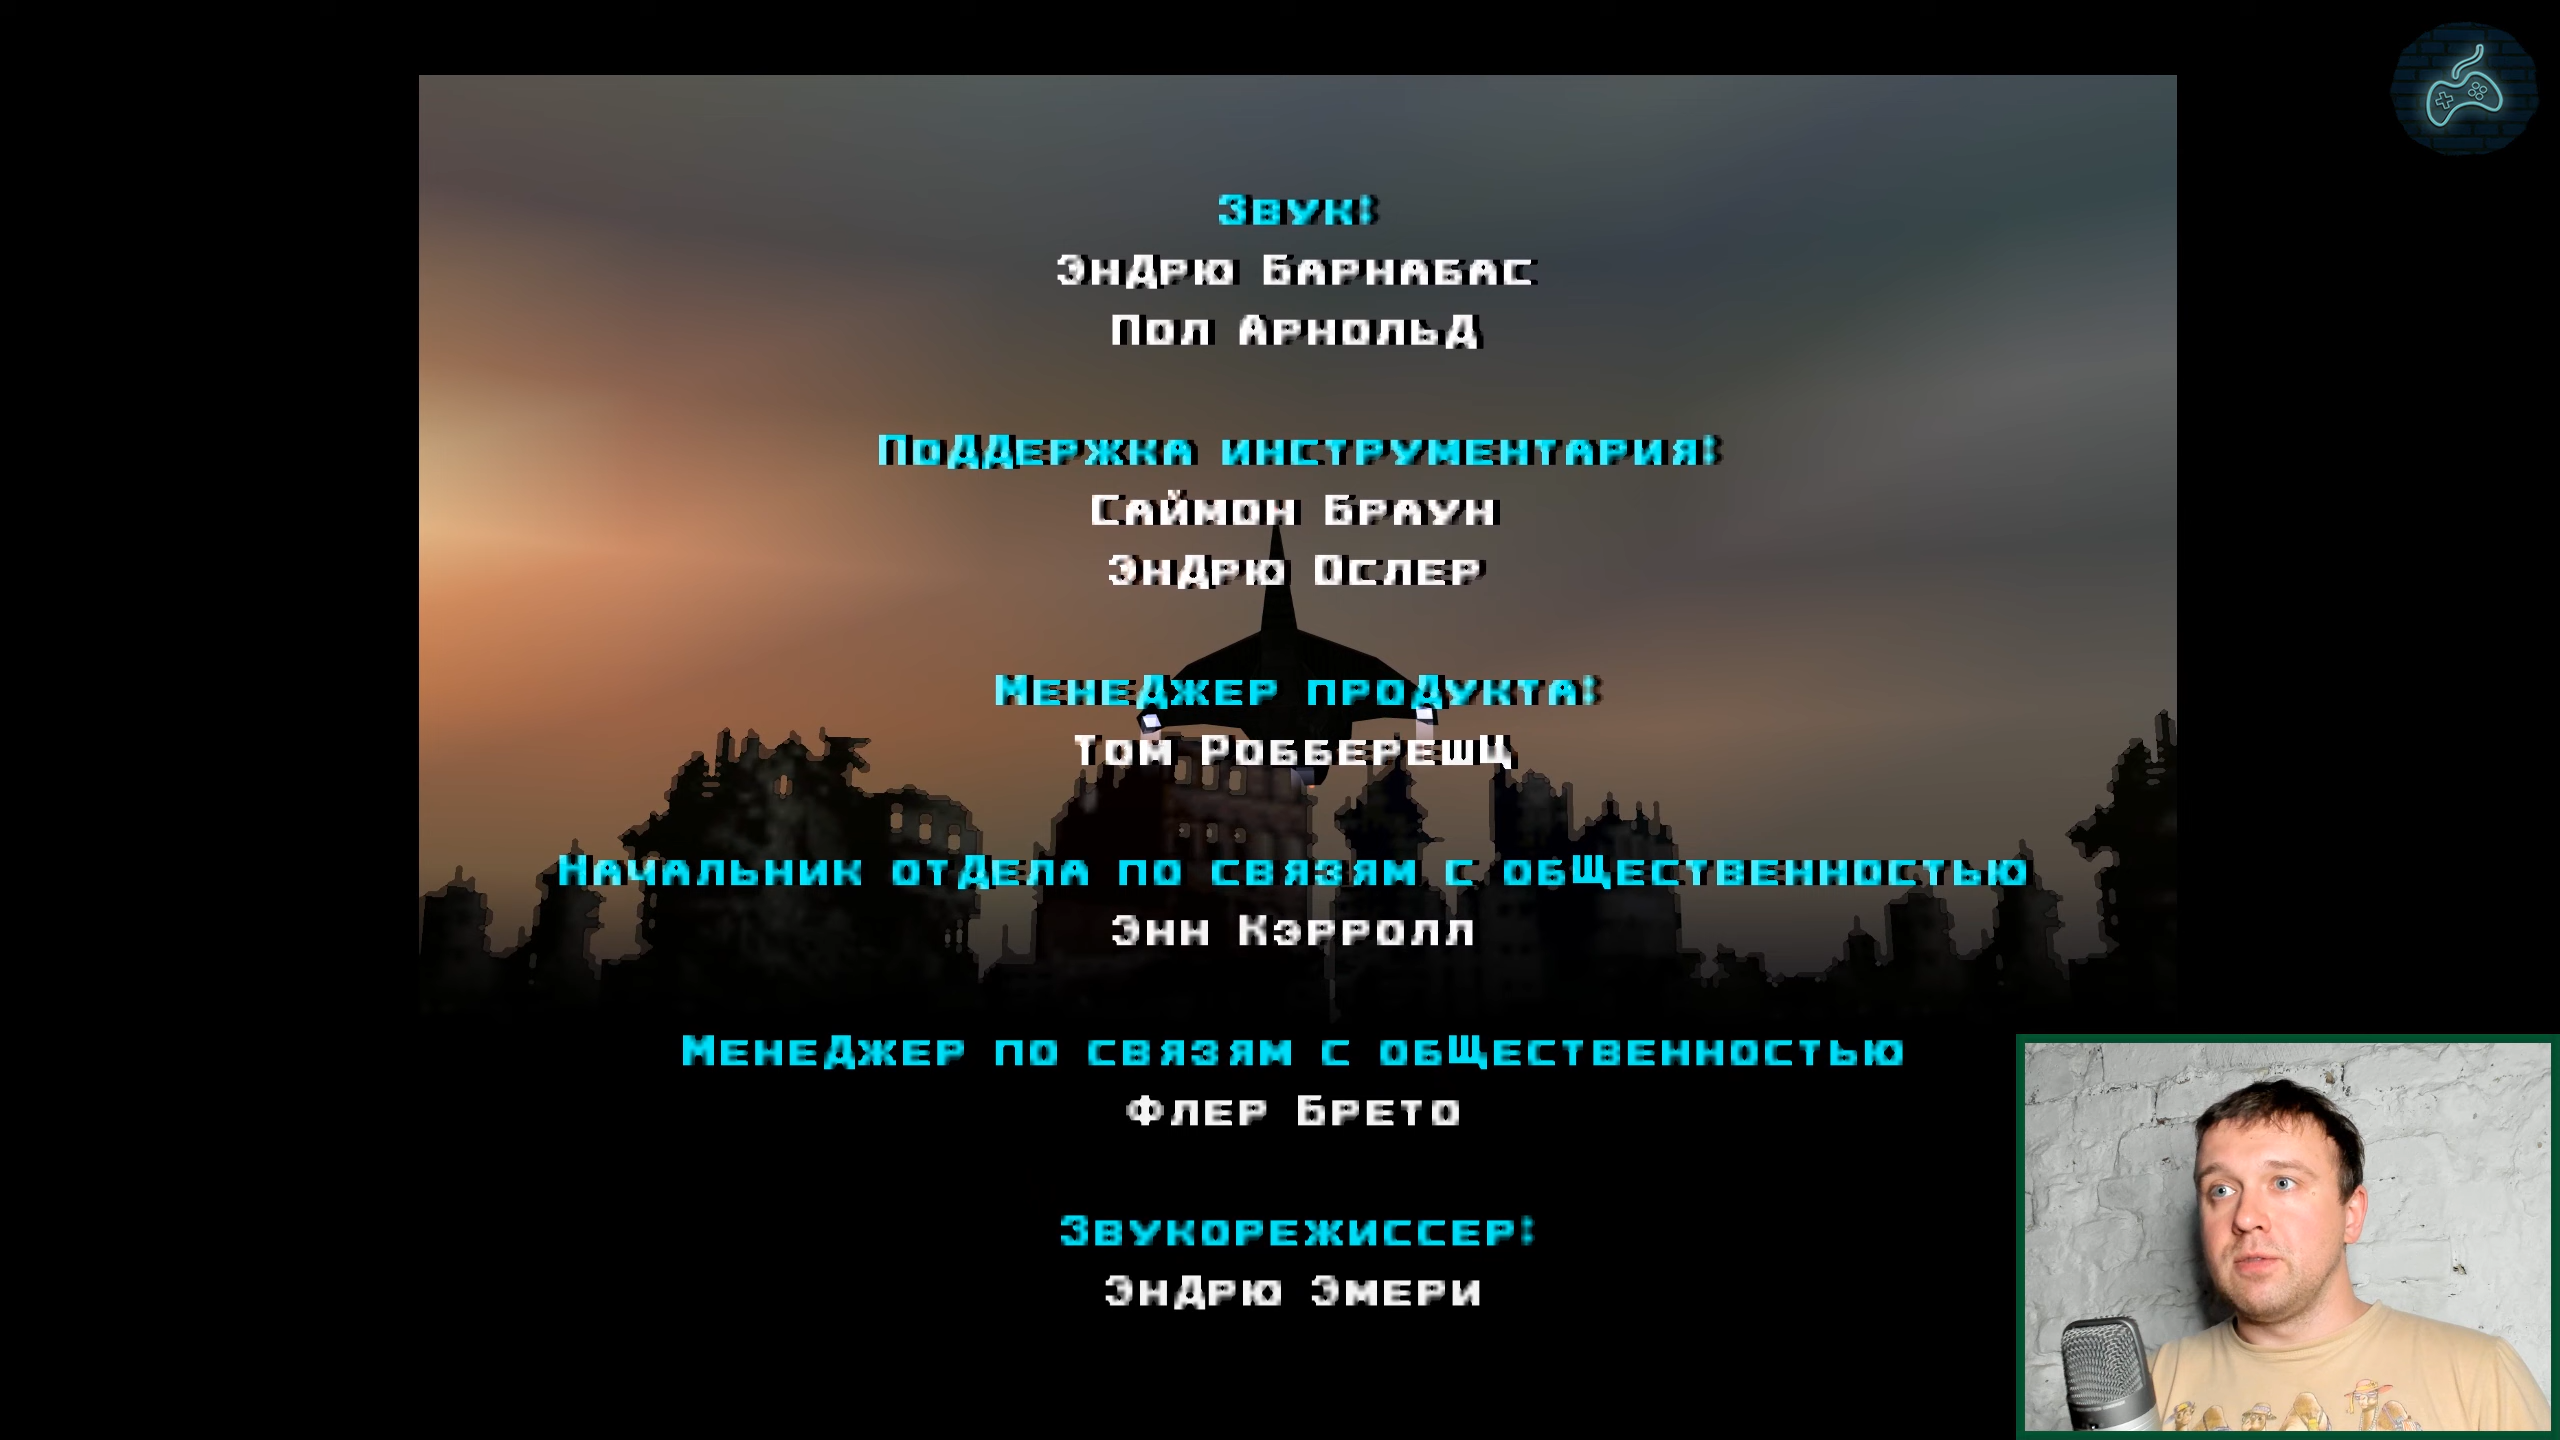 Звук:
Эндрю Барнабас
Пол Арнольд
Поддержка инструментария:
Саймон Браун
Эндрю Ослер
Менеджер продукта:
Том Робберешц
Начальник отдела по связям с общественностью
Энн Кэрролл
Менеджер по связям с общественностью
Флер Брето
Звукорежиссер:
Эндрю Эмери